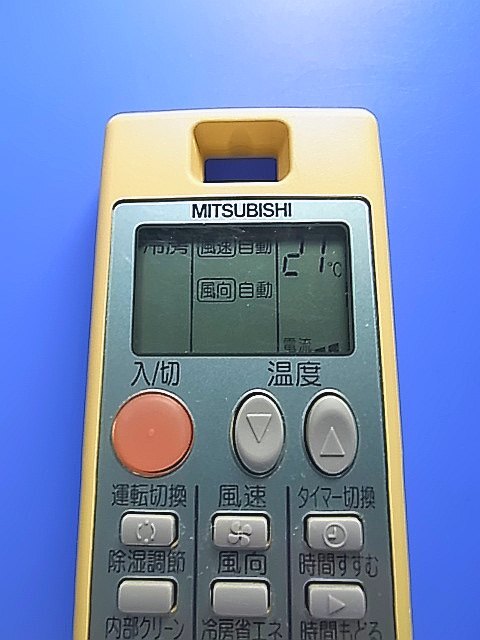 MITSUBISHI
冷房 風速 自動 21℃
風向 自動
電流
入/切 温度
運転切換 風速 タイマー切換
除湿調節 風向 時間すすむ
内部クリーン 冷房省エネ 時間もどる